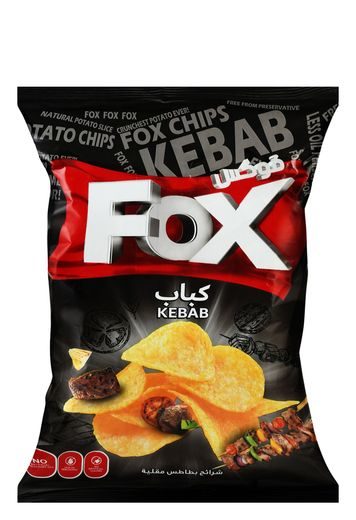 FOX FOX FOX
NATURAL POTATO SLICE
CRUNCHEST POTATO EVER!
FREE FROM PRESERVATIVE
TATO CHIPS
FOX CHIPS
KEBAB
LESS OIL
فوكس
FOX
كباب
KEBAB
NO
شرائح بطاطس مقلية